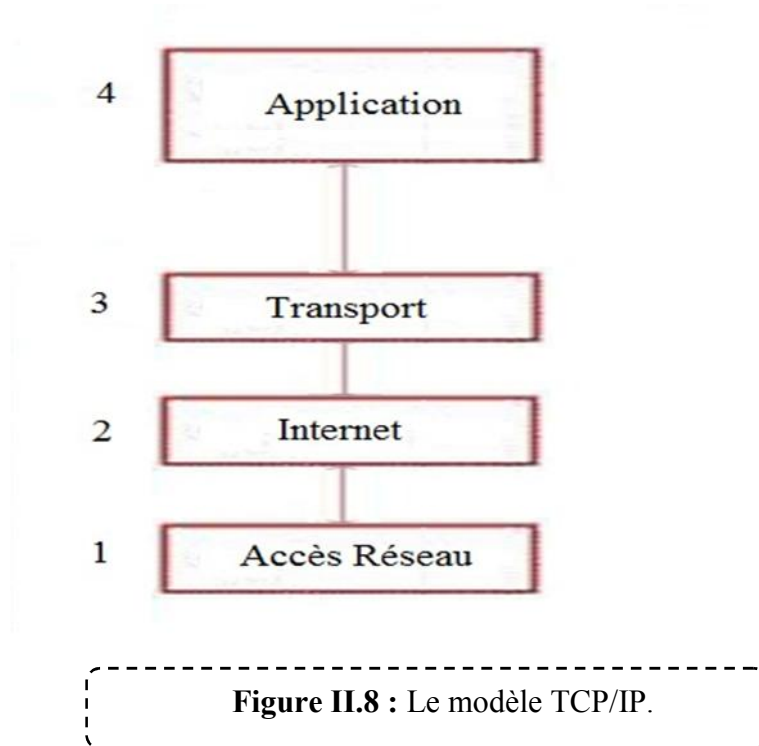 4
Application
3
Transport
2
Internet
1
Accès Réseau
Figure II.8 : Le modèle TCP/IP.